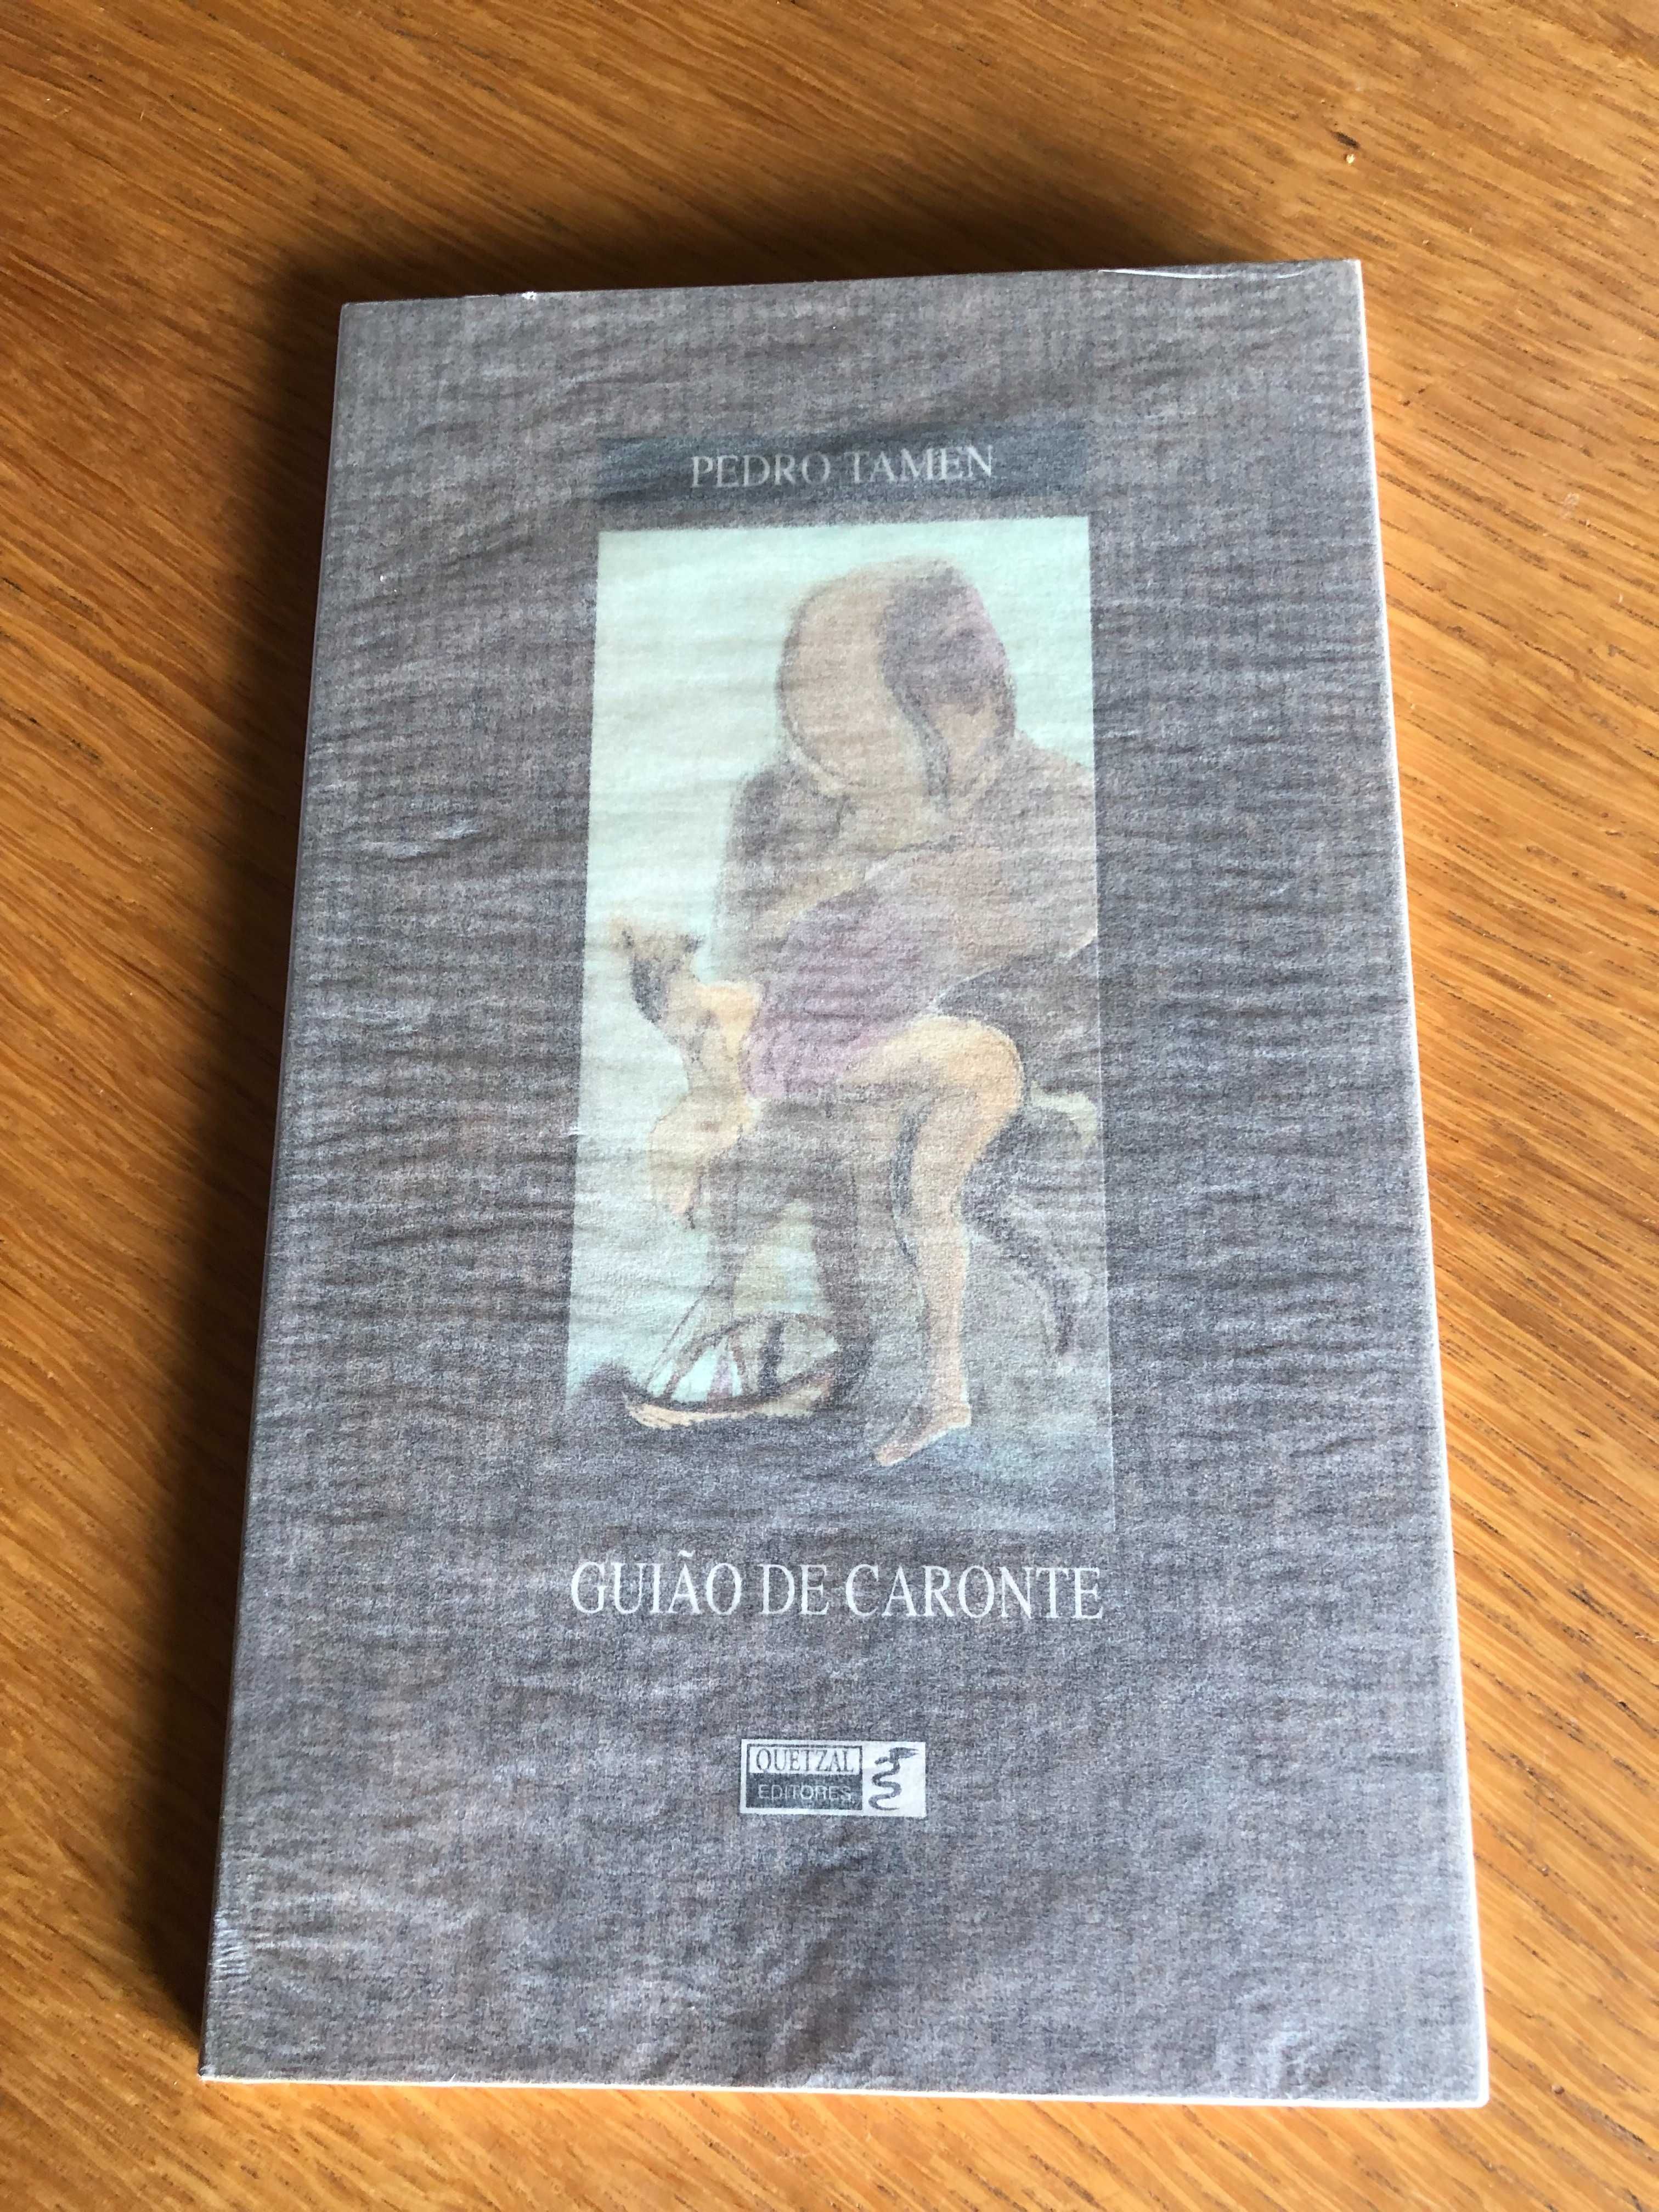 PEDRO TAMEN
GUIÃO DE CARONTE
QUETZAL
EDITORES